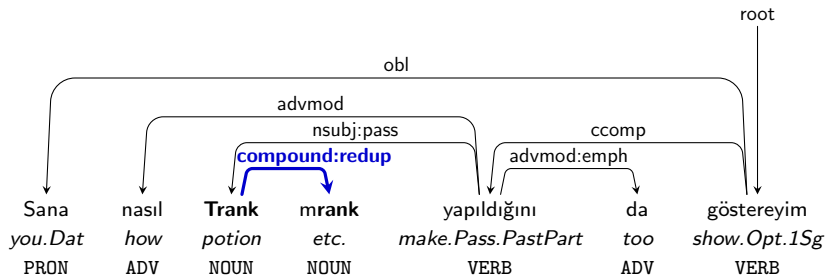 root
obl
advmod
nsubj:pass ccomp
compound:redup advmod:emph
Sana nasıl Trank mrank yapıldığını da göstereyim
you.Dat how potion etc. make.Pass.PastPart too show.Opt.1Sg
PRON ADV NOUN NOUN VERB ADV VERB